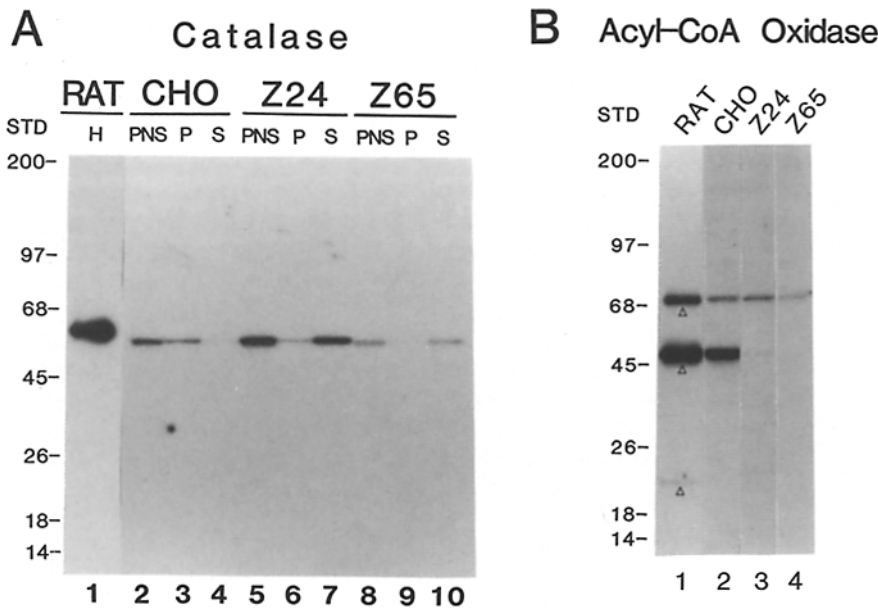 A Catalase
RAT CHO Z24 Z65
STD H PNS P S PNS P S PNS P S
200-
97-
68-
45-
26-
18-
14-
1 2 3 4 5 6 7 8 9 10
B Acyl-CoA Oxidase
STD RAT CHO Z24 Z65
200-
97-
68-
45-
26-
18-
14-
1 2 3 4